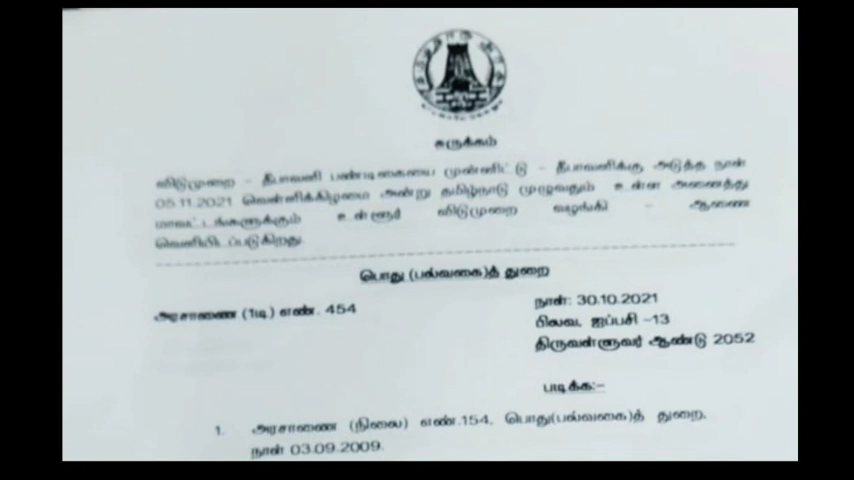 சுருக்கம்
விடுமுறை - தீபாவளி பண்டிகையை முன்னிட்டு - தீபாவளிக்கு அடுத்த நாள்
05.11.2021 வெள்ளிக்கிழமை அன்று தமிழ்நாடு முழுவதும் உள்ள அனைத்து
மாவட்டங்களுக்கும் உள்ளூர் விடுமுறை வழங்கி - ஆணை
வெளியிடப்படுகிறது.
பொது (பல்வகை)த் துறை
அரசாணை (1டி) எண். 454
நாள்: 30.10.2021
பிலவ, ஐப்பசி -13
திருவள்ளுவர் ஆண்டு 2052
படிக்க:-
1. அரசாணை (நிலை) எண்.154, பொது(பல்வகை)த் துறை,
நாள் 03.09.2009.